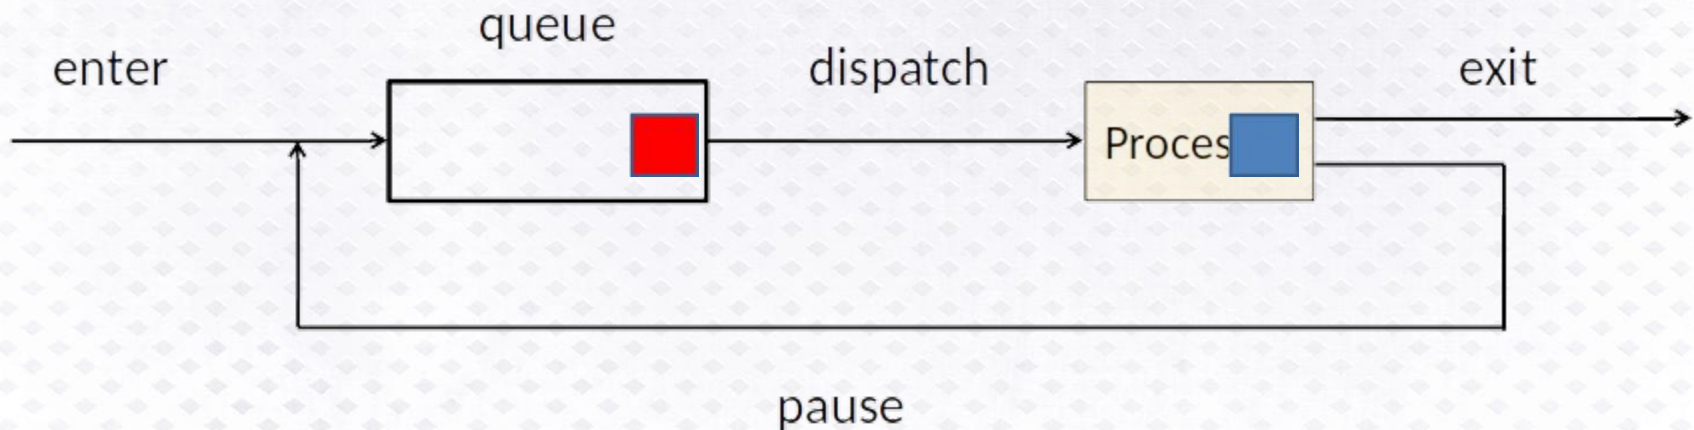 queue
enter
dispatch
exit
Proces
pause